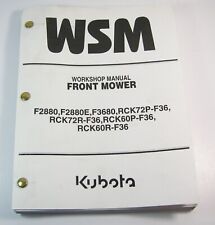 WSM
WORKSHOP MANUAL
FRONT MOWER
F2880,F2880E,F3680,RCK72P-F36,
RCK72R-F36,RCK60P-F36,
RCK60R-F36
Kubota